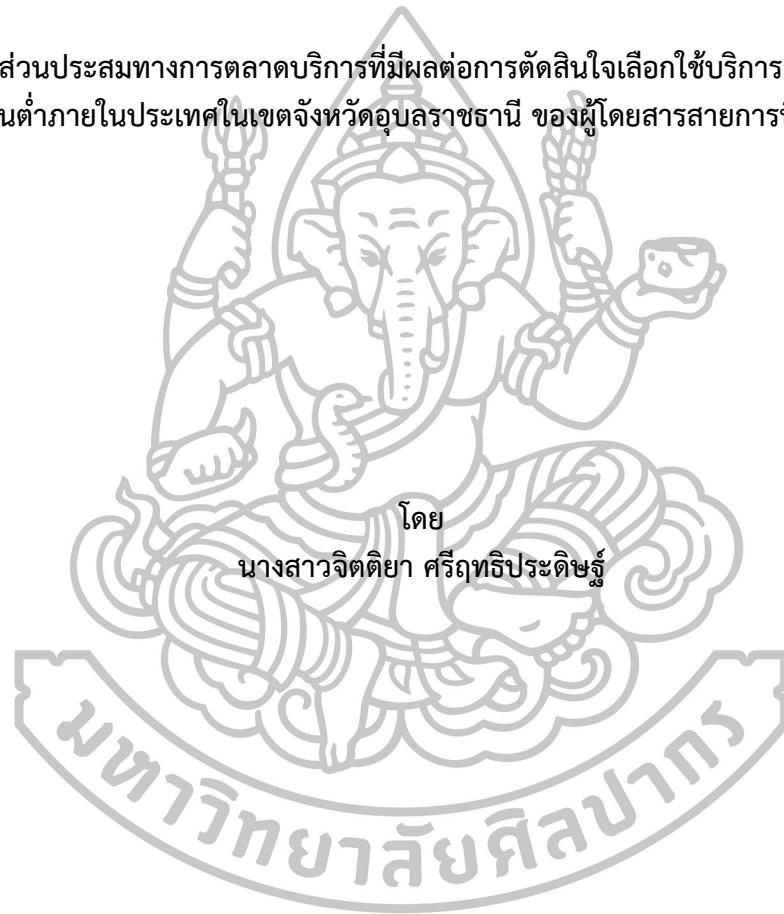 ส่วนประสมทางการตลาดบริการที่มีผลต่อการตัดสินใจเลือกใช้บริการ
ต่ำภายในประเทศในเขตจังหวัดอุบลราชธานี ของผู้โดยสารสายการ
โดย
นางสาวจิตติยา ศรีฤทธิประดิษฐ์
มหาวิทยาลัยศิลปากร